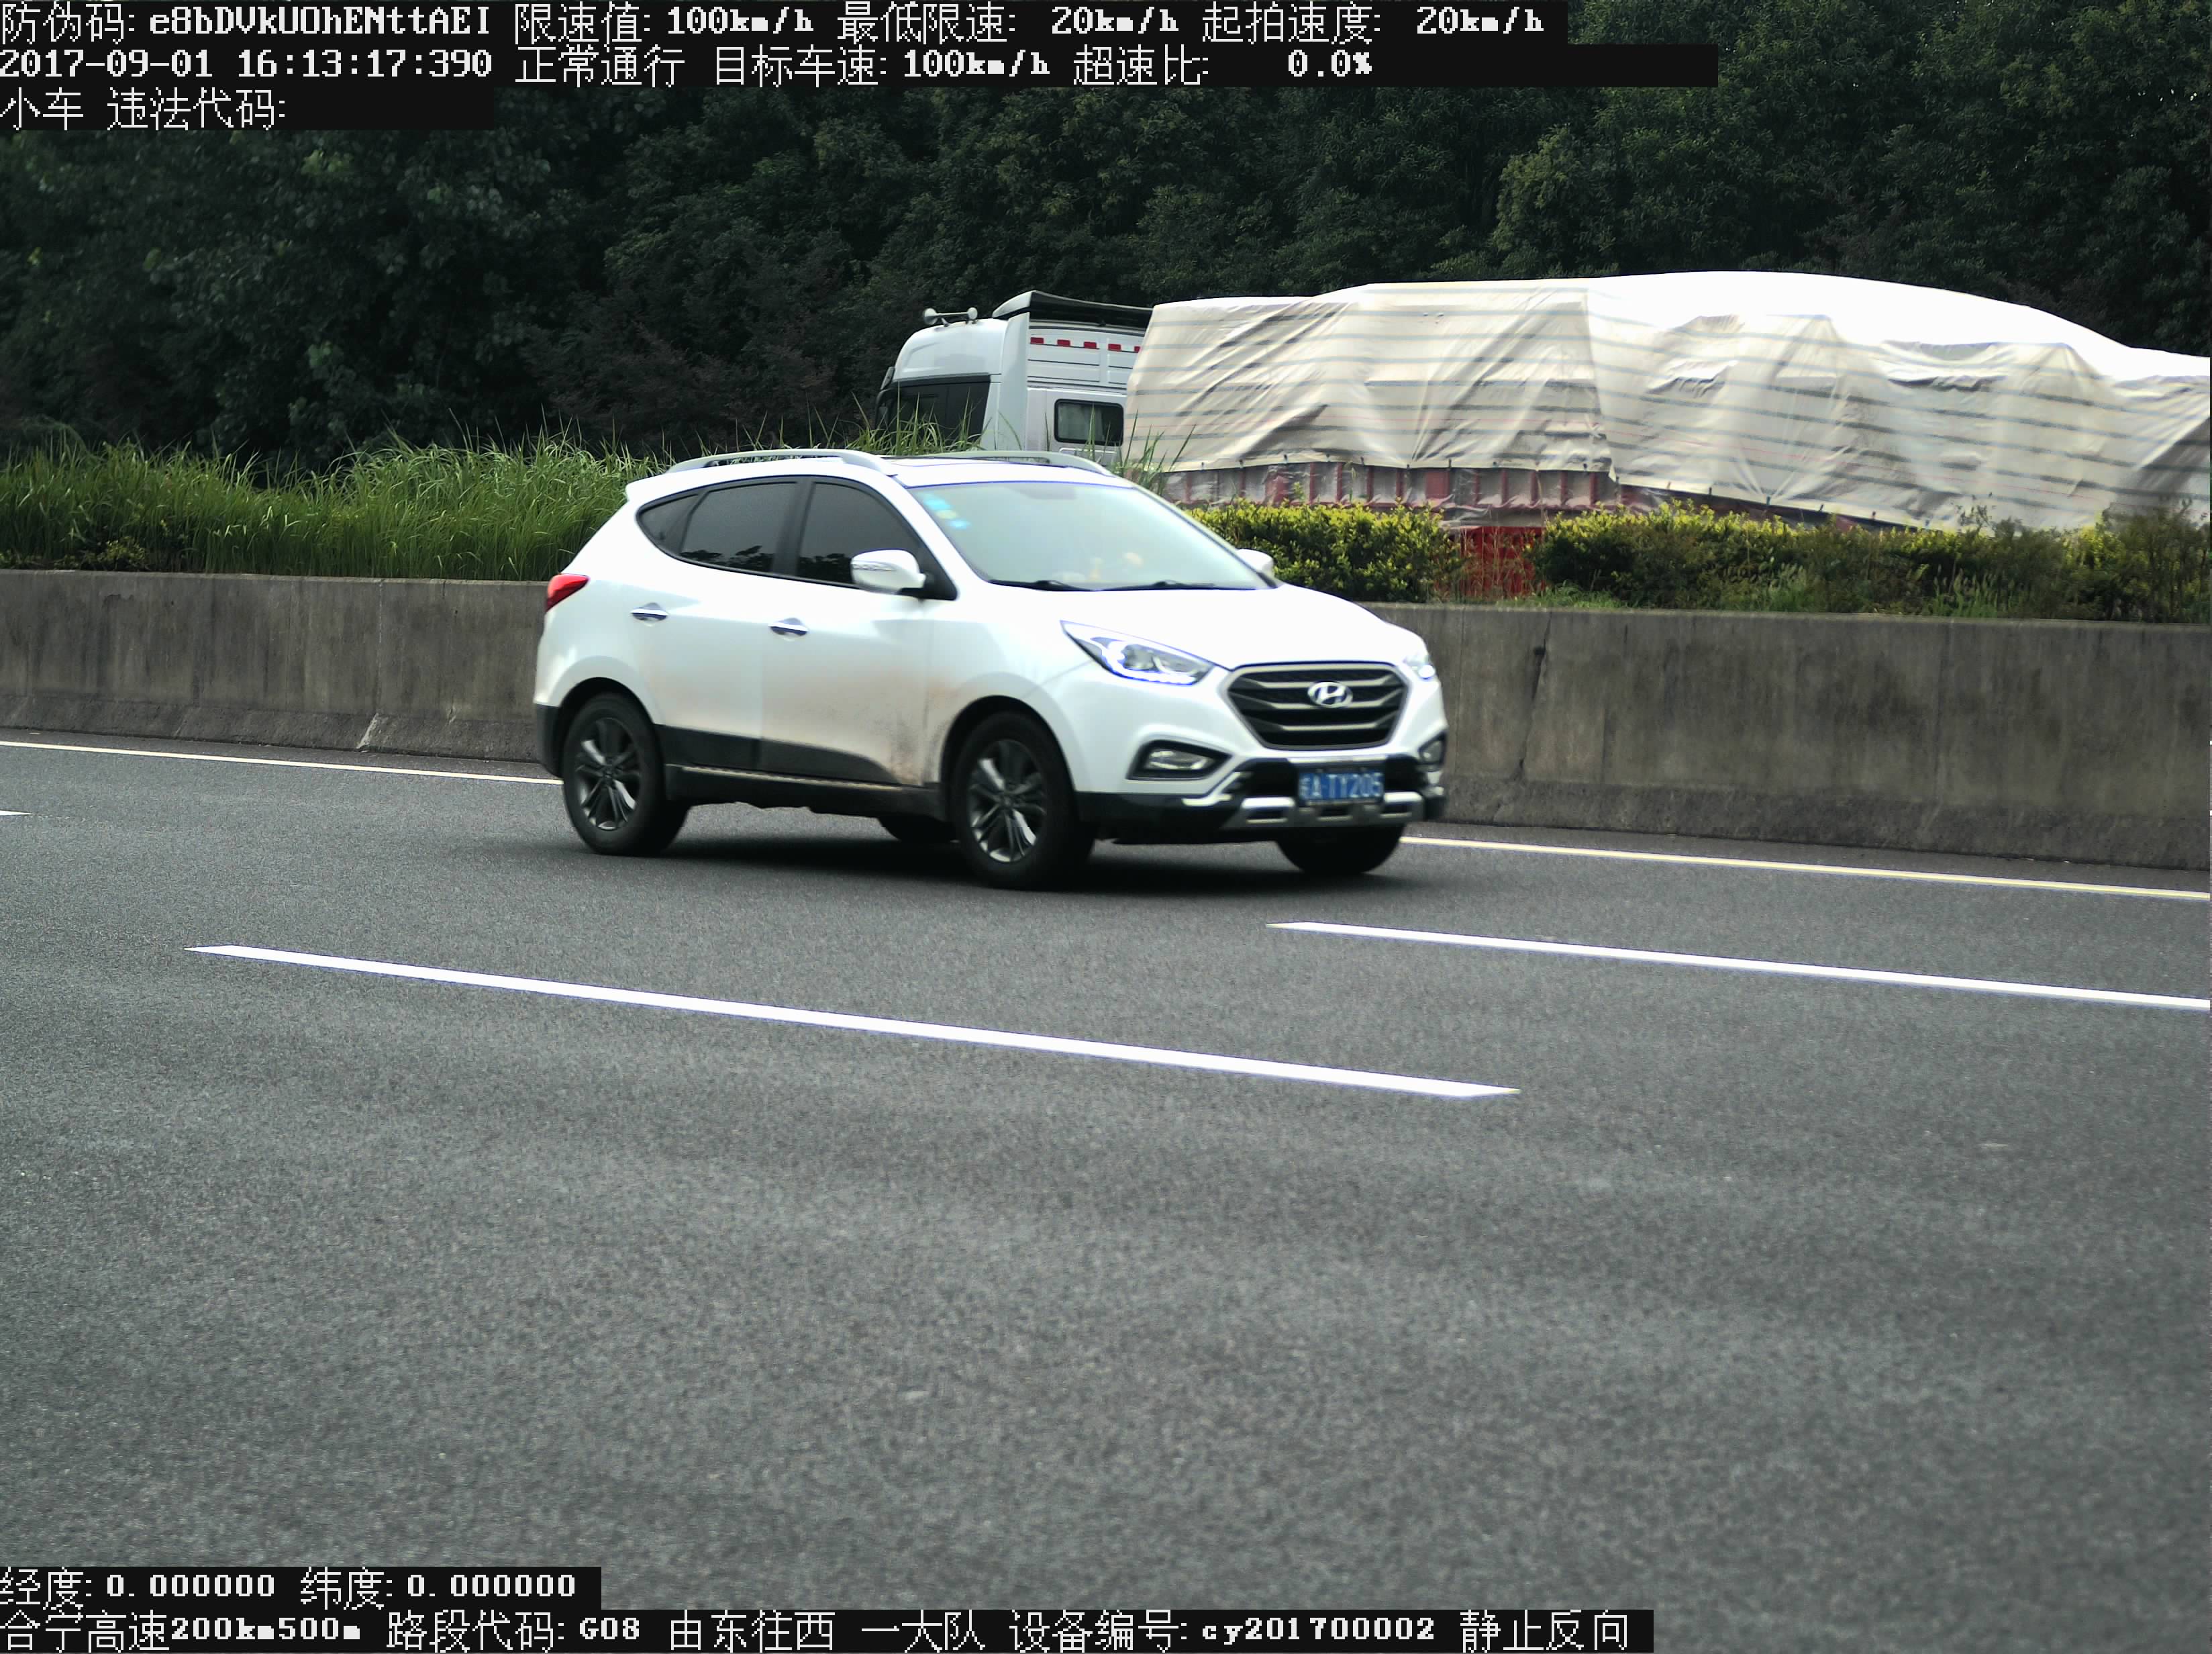 防伪码: e8bDVkUOhENttAEI 限速值: 100km/h 最低限速: 20km/h 起拍速度: 20km/h
2017-09-01 16:13:17:390 正常通行 目标车速: 100km/h 超速比: 0.0%
小车 违法代码:
经度: 0.000000 纬度: 0.000000
合宁高速200km500m 路段代码: G08 由东往西 一大队 设备编号: cy201700002 静止反向